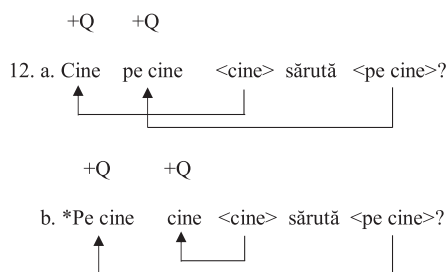 +Q +Q
12. a. Cine pe cine <cine> sărută <pe cine>?
+Q +Q
b. *Pe cine cine <cine> sărută <pe cine>?